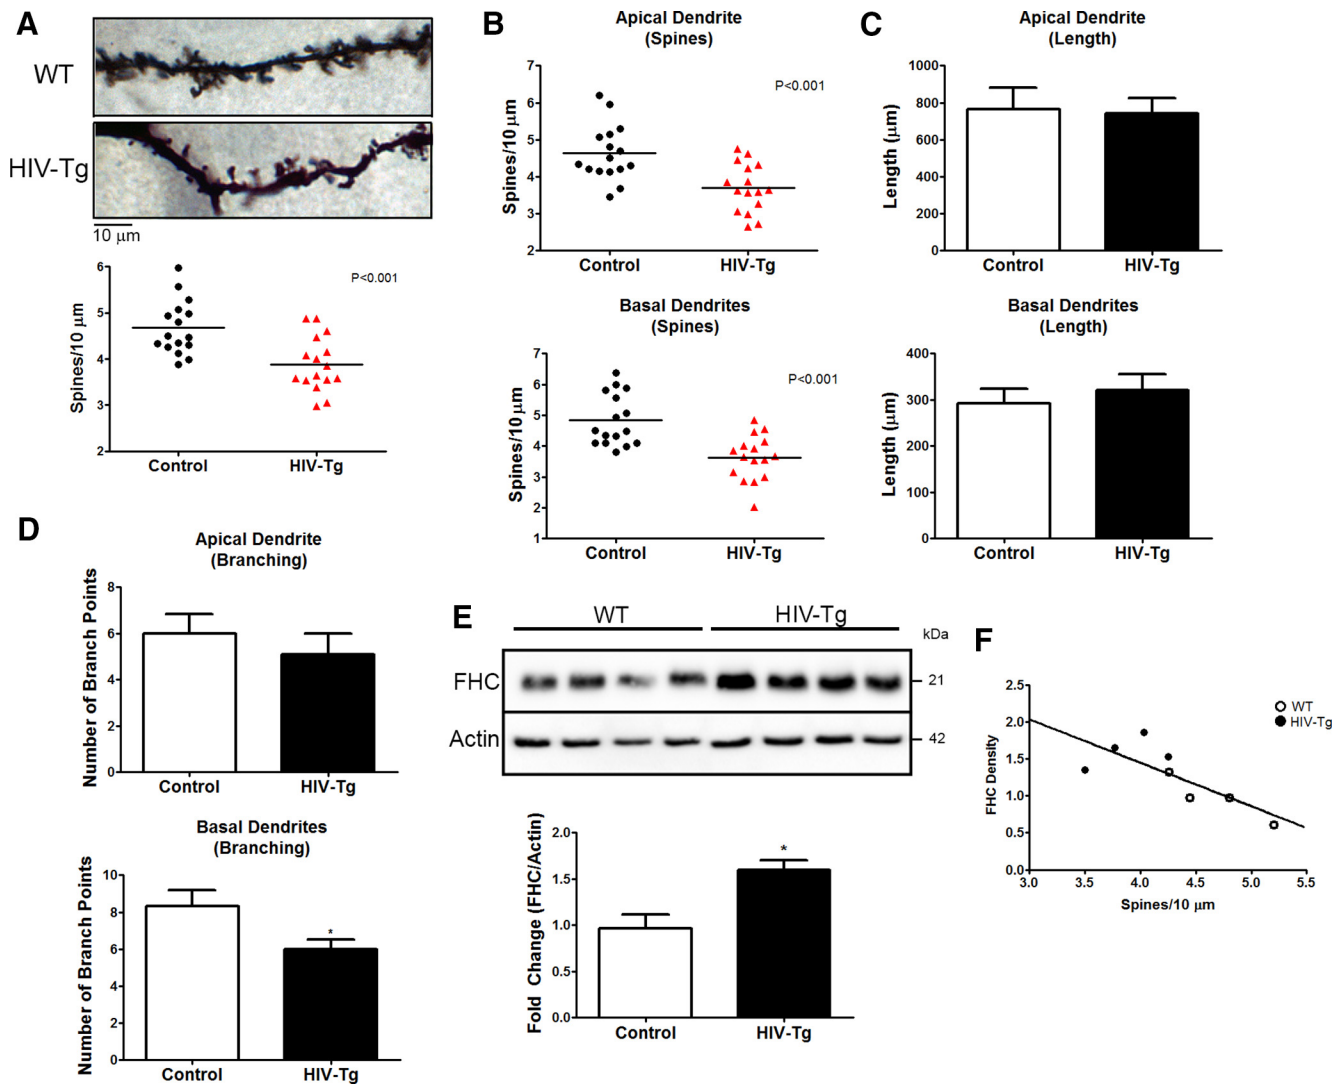 A
WT
HIV-Tg
10 μm
P<0.001
Spines/10 μm
6
5
4
3
2
Control
HIV-Tg
B
Apical Dendrite
(Spines)
P<0.001
Spines/10 μm
7
6
5
4
3
2
Control
HIV-Tg
Basal Dendrites
(Spines)
P<0.001
Spines/10 μm
7
6
5
4
3
2
1
Control
HIV-Tg
C
Apical Dendrite
(Length)
Length (μm)
1000
800
600
400
200
0
Control
HIV-Tg
Basal Dendrites
(Length)
Length (μm)
400
300
200
100
0
Control
HIV-Tg
D
Apical Dendrite
(Branching)
Number of Branch Points
8
6
4
2
0
Control
HIV-Tg
Basal Dendrites
(Branching)
Number of Branch Points
10
8
6
4
2
0
*
Control
HIV-Tg
E
WT
HIV-Tg
kDa
FHC
21
Actin
42
Fold Change (FHC/Actin)
2.0
1.5
1.0
0.5
0.0
*
Control
HIV-Tg
F
WT
HIV-Tg
FHC Density
2.5
2.0
1.5
1.0
0.5
0.0
3.0 3.5 4.0 4.5 5.0 5.5
Spines/10 μm